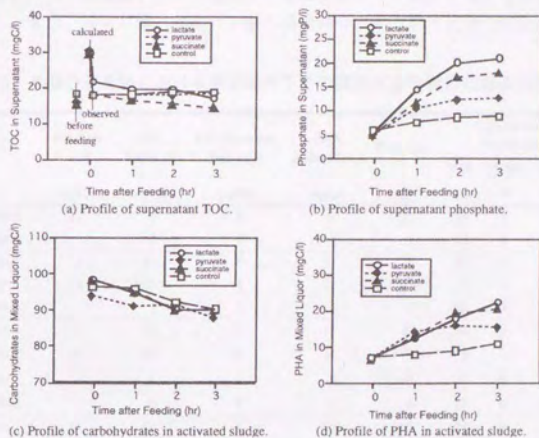 TOC in Supernatant (mgC/l)
40
30
20
10
0
calculated
lactate
pyruvate
succinate
control
observed
before
feeding
0 1 2 3
Time after Feeding (hr)
(a) Profile of supernatant TOC.
Phosphate in Supernatant (mgP/l)
25
20
15
10
5
0
lactate
pyruvate
succinate
control
0 1 2 3
Time after Feeding (hr)
(b) Profile of supernatant phosphate.
Carbohydrates in Mixed Liquor (mgC/l)
110
100
90
80
70
lactate
pyruvate
succinate
control
0 1 2 3
Time after Feeding (hr)
(c) Profile of carbohydrates in activated sludge.
PHA in Mixed Liquor (mgC/l)
40
30
20
10
0
lactate
pyruvate
succinate
control
0 1 2 3
Time after Feeding (hr)
(d) Profile of PHA in activated sludge.